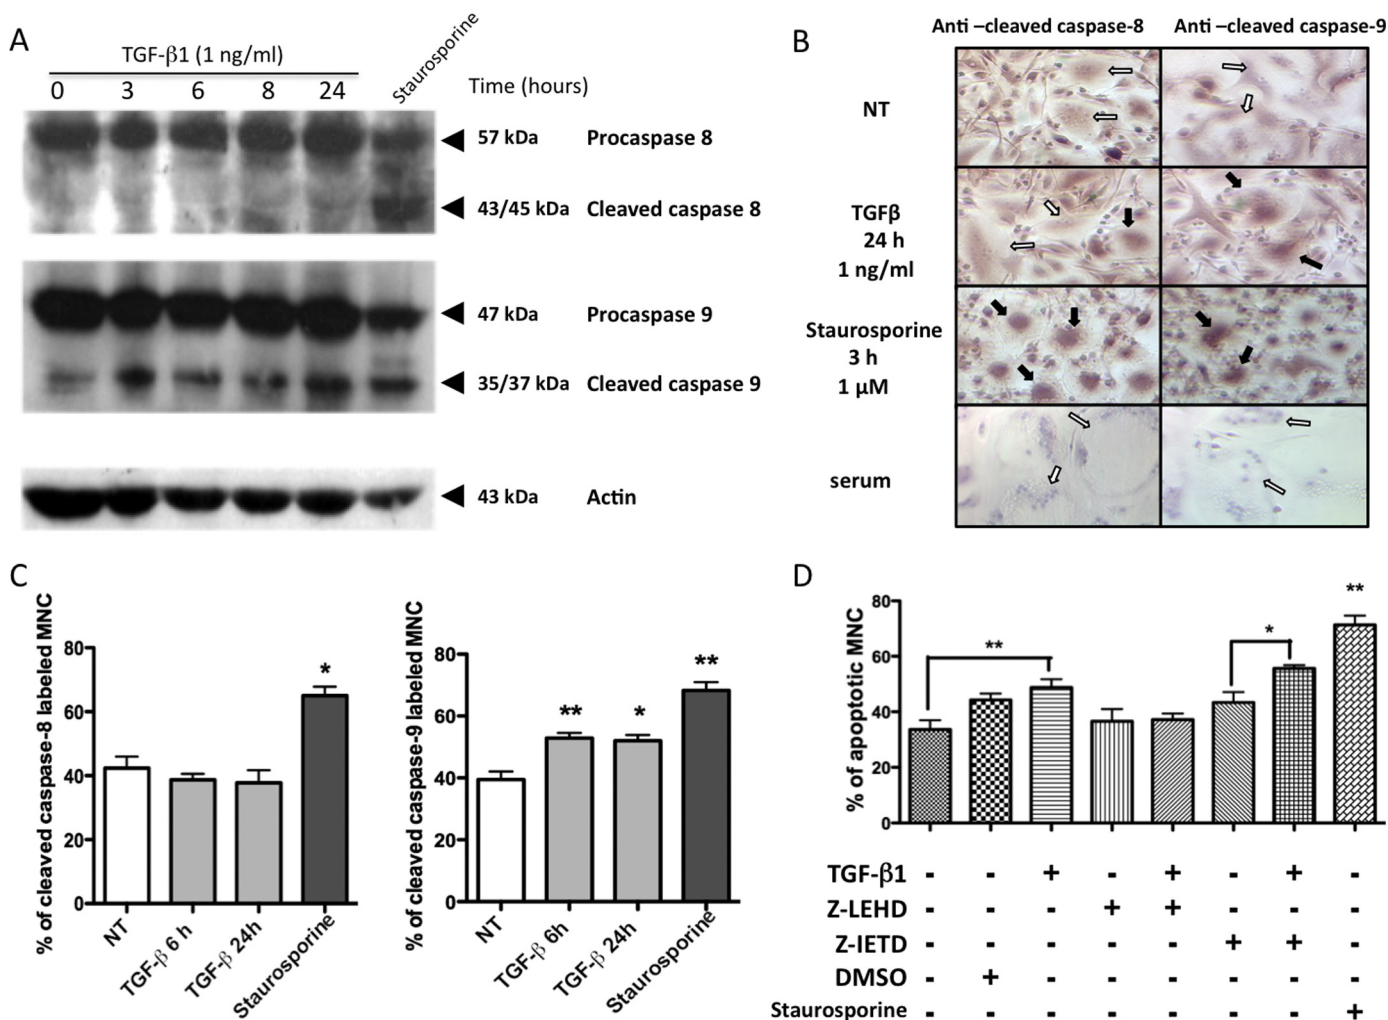 A
TGF-β1 (1 ng/ml)
Staurosporine
0 3 6 8 24
Time (hours)
57 kDa Procaspase 8
43/45 kDa Cleaved caspase 8
47 kDa Procaspase 9
35/37 kDa Cleaved caspase 9
43 kDa Actin
B
Anti –cleaved caspase-8 Anti –cleaved caspase-9
NT
TGFβ
24 h
1 ng/ml
Staurosporine
3 h
1 µM
serum
C
% of cleaved caspase-8 labeled MNC
80
60
40
20
0
*
NT TGF-β 6 h TGF-β 24h Staurosporine
% of cleaved caspase-9 labeled MNC
80
60
40
20
0
** * **
NT TGF-β 6h TGF-β 24h Staurosporine
D
% of apoptotic MNC
80
60
40
20
0
** * **
TGF-β1 - - + - + - + -
Z-LEHD - - - + + - - -
Z-IETD - - - - - + + -
DMSO - + - - - - - -
Staurosporine - - - - - - - +